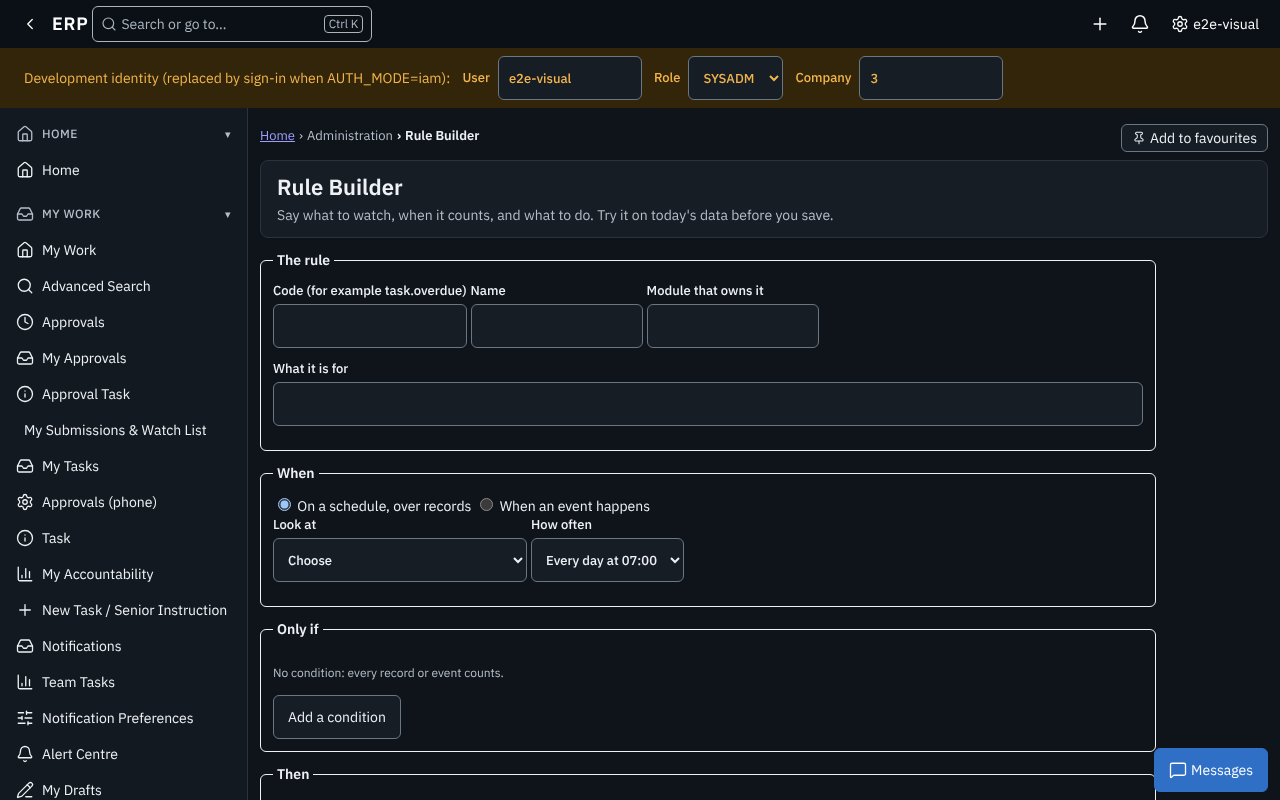 ERP
Search or go to...
Ctrl K
e2e-visual
Development identity (replaced by sign-in when AUTH_MODE=iam):
User
e2e-visual
Role
SYSADM
Company
3
HOME
Home
MY WORK
My Work
Advanced Search
Approvals
My Approvals
Approval Task
My Submissions & Watch List
My Tasks
Approvals (phone)
Task
My Accountability
New Task / Senior Instruction
Notifications
Team Tasks
Notification Preferences
Alert Centre
My Drafts
Home › Administration › Rule Builder
Add to favourites
Rule Builder
Say what to watch, when it counts, and what to do. Try it on today's data before you save.
The rule
Code (for example task.overdue) Name Module that owns it
What it is for
When
On a schedule, over records When an event happens
Look at How often
Choose Every day at 07:00
Only if
No condition: every record or event counts.
Add a condition
Then
Messages